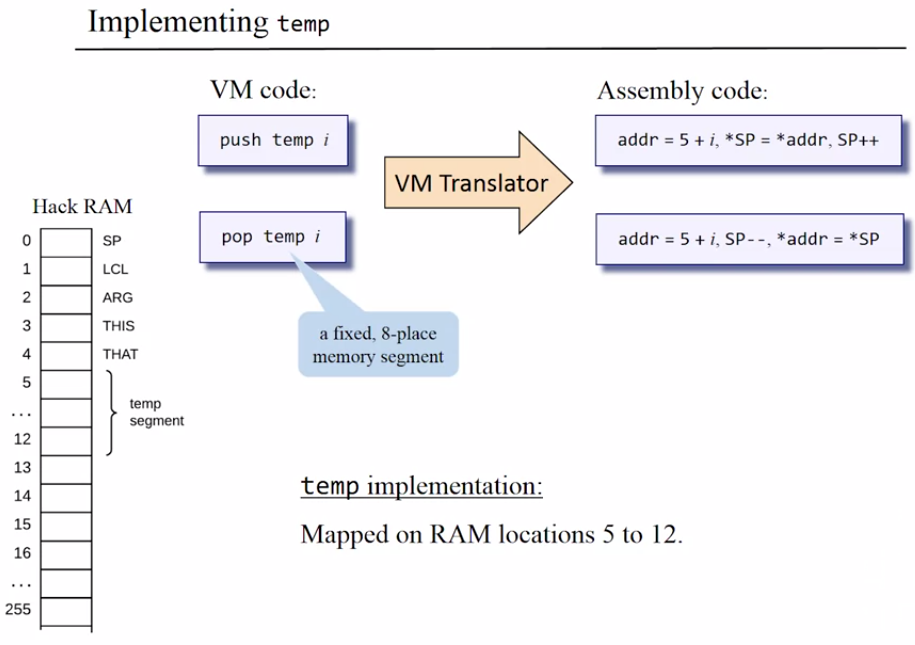 Implementing temp
VM code:
Assembly code:
push temp i
addr = 5 + i, *SP = *addr, SP++
VM Translator
pop temp i
addr = 5 + i, SP--, *addr = *SP
a fixed, 8-place
memory segment
Hack RAM
0 SP
1 LCL
2 ARG
3 THIS
4 THAT
5
...
12
temp
segment
13
14
15
16
...
255
temp implementation:
Mapped on RAM locations 5 to 12.